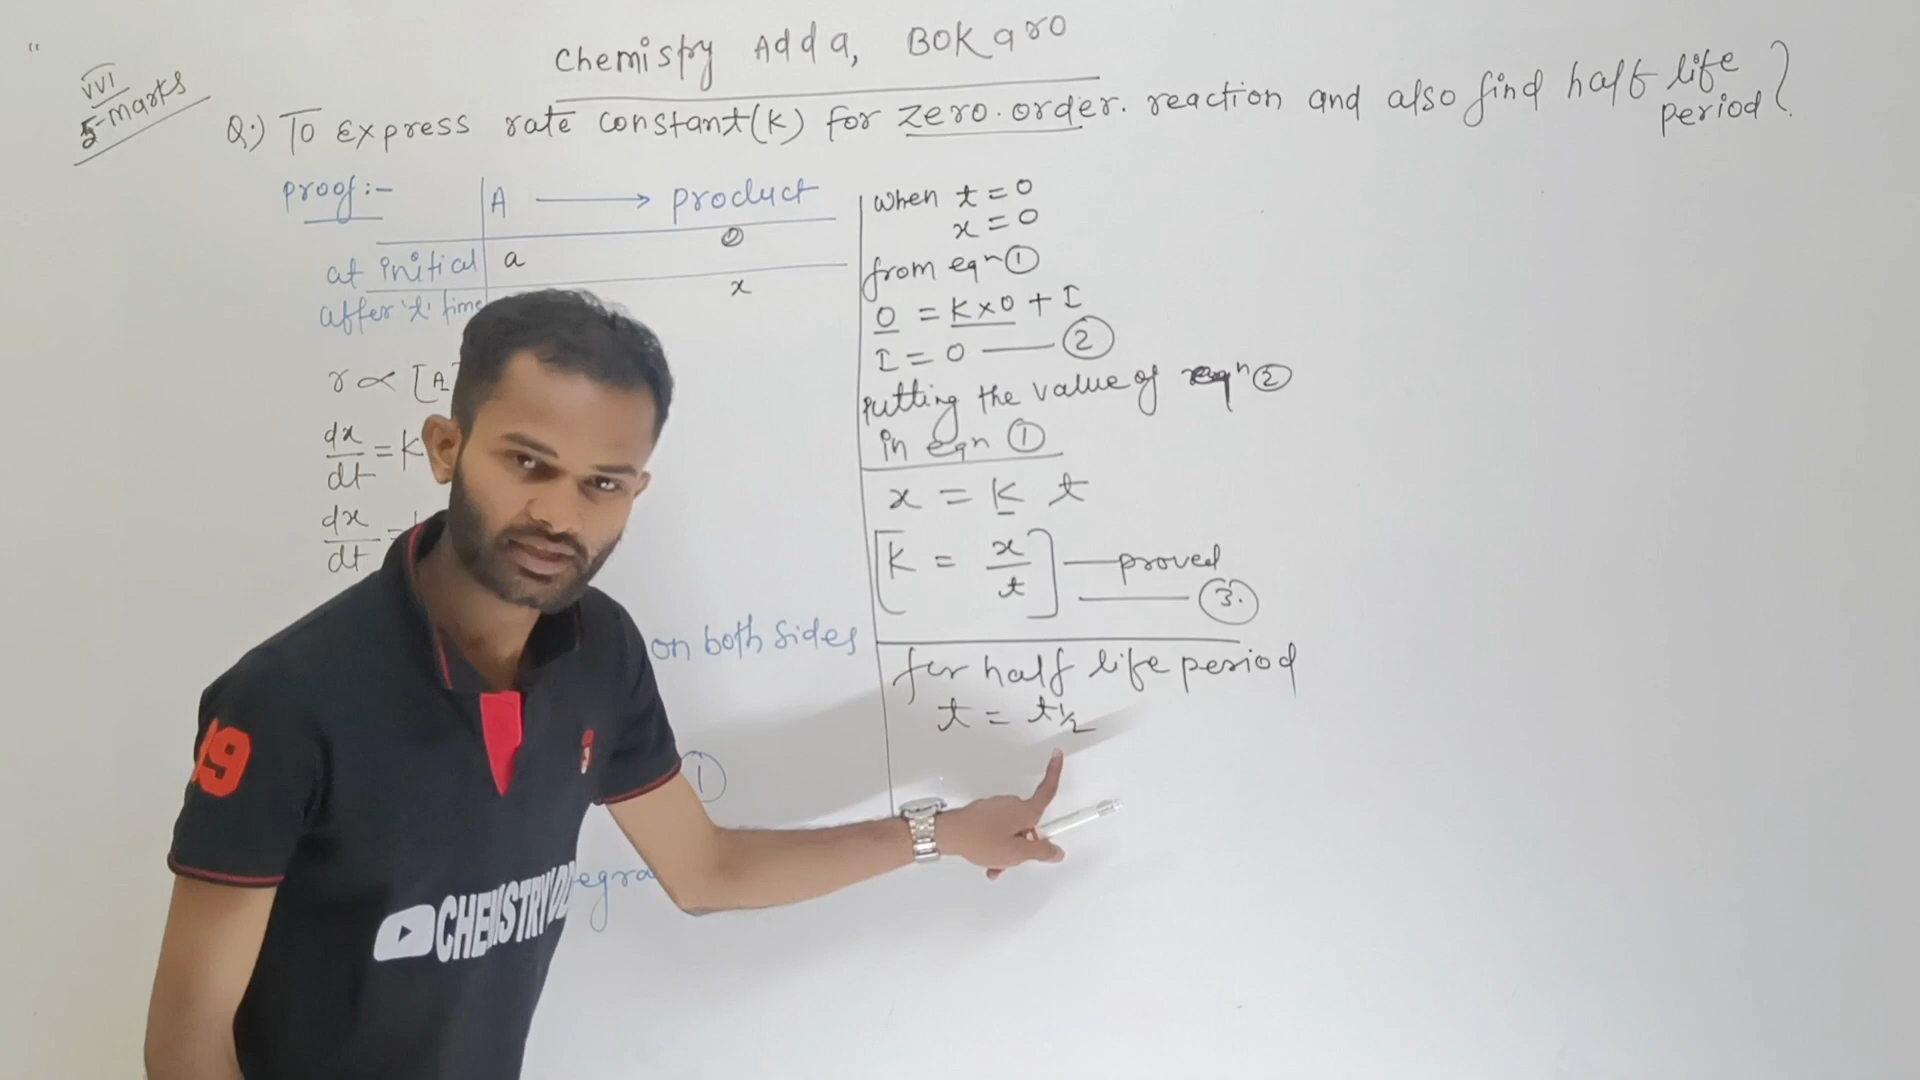 Chemistry Adda, BOKaro
VVI
5-marks
Q:) To Express rate constant(K) for zero.order. reaction and also find half life period?
proof:-
A ⟶ product
at initial a 0
after 't' time x
r ∝ [A]
dx/dt = K
dx/dt =
on both sides
1
egra
when t = 0
x = 0
from eqn 1
0 = K×0 + I
I = 0 — 2
putting the value of eqn 2
in eqn 1
x = K t
[K = x/t] — proved
— 3.
for half life period
t = t½
19
CHEMISTRY